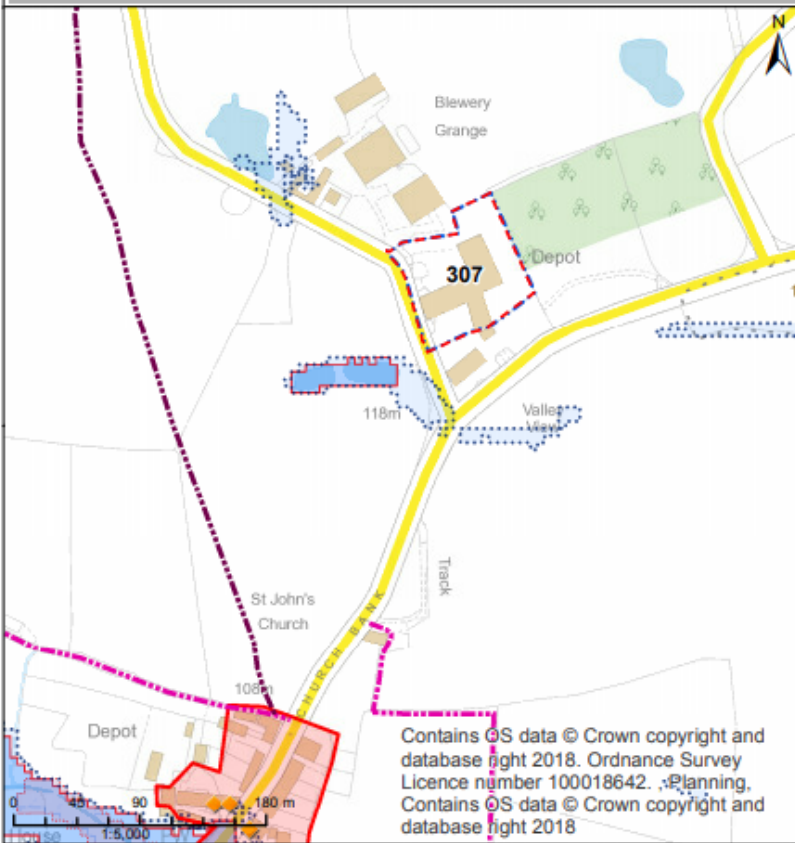 N
Blewery
Grange
307
Depot
118m
Valley
View
Track
St John's
Church
CHURCH BANK
108m
Depot
Contains OS data © Crown copyright and
database right 2018. Ordnance Survey
Licence number 100018642. , Planning,
Contains OS data © Crown copyright and
database right 2018
0 45 90 180 m
1:5,000
House